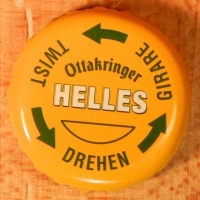 TWIST
GIRARE
Ottakringer
HELLES
DREHEN